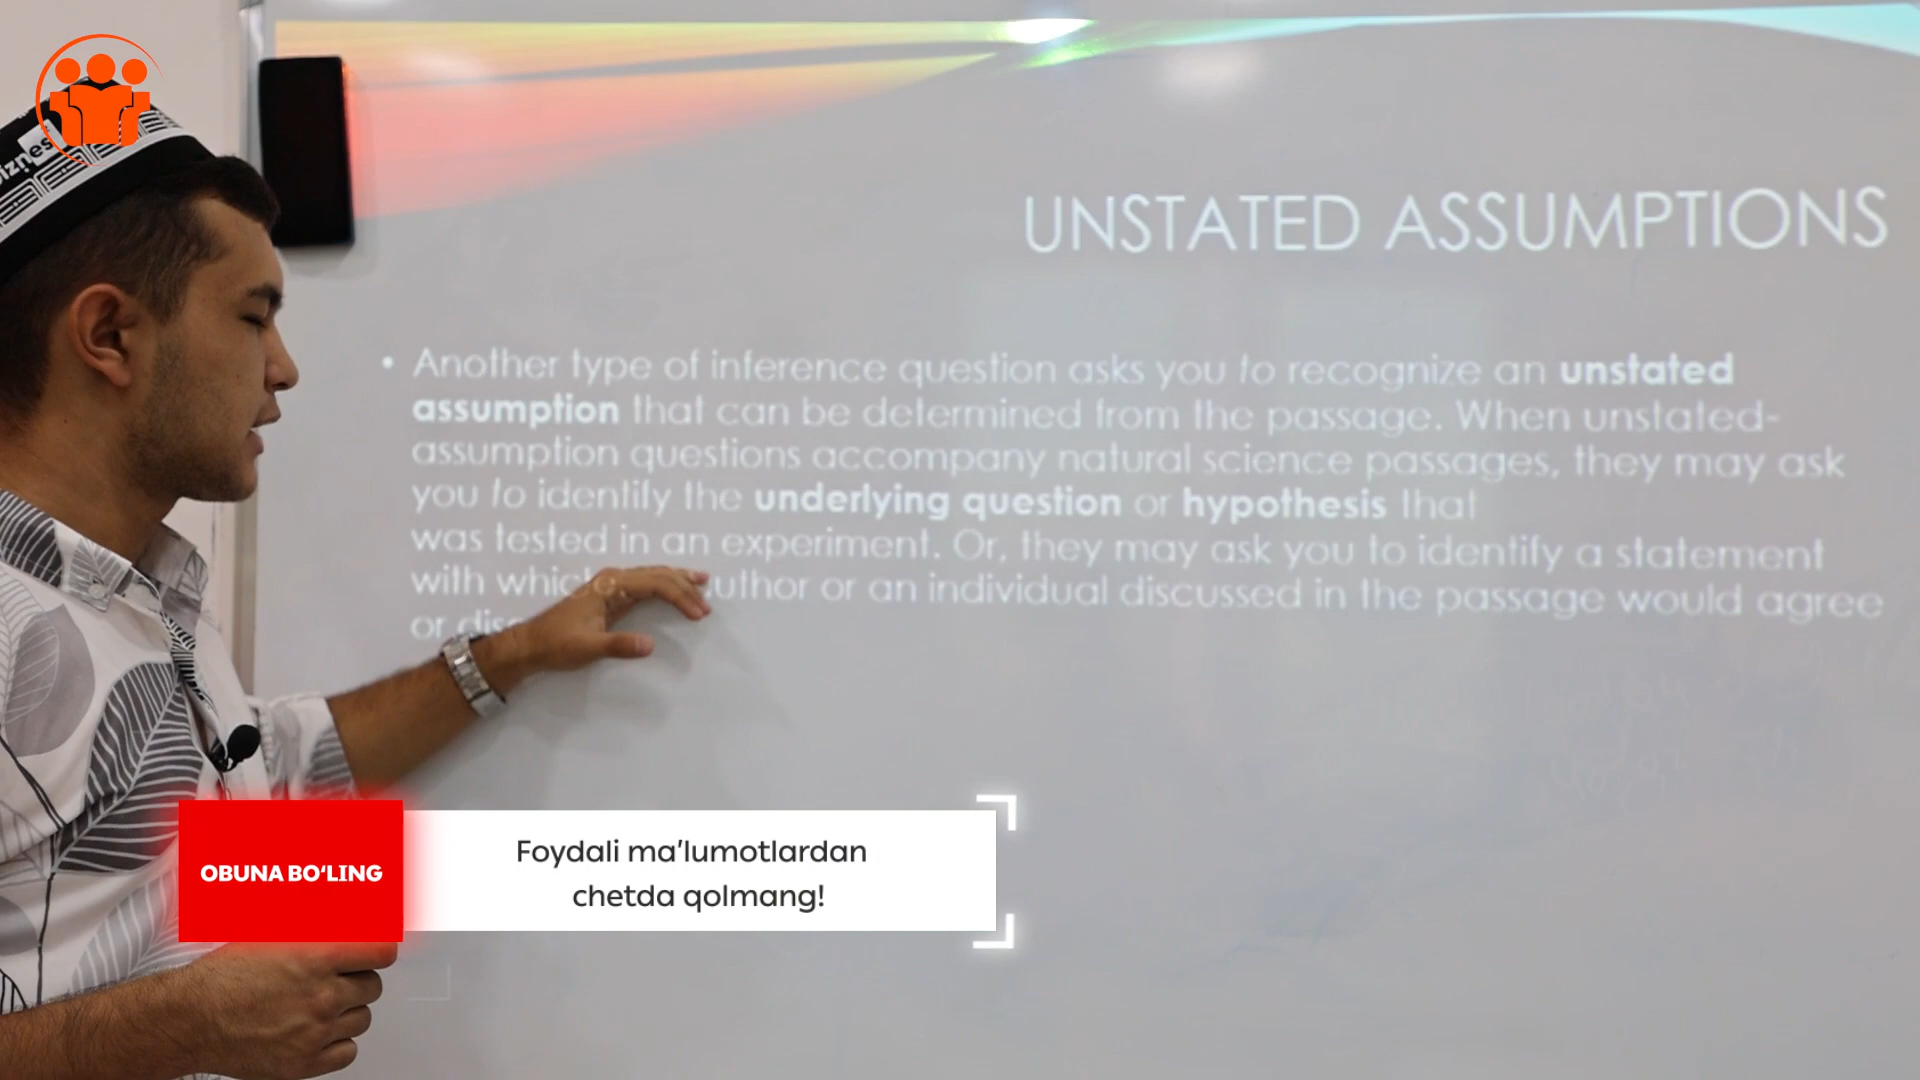 biznes
UNSTATED ASSUMPTIONS
• Another type of inference question asks you to recognize an unstated
assumption that can be determined from the passage. When unstated-
assumption questions accompany natural science passages, they may ask
you to identify the underlying question or hypothesis that
was tested in an experiment. Or, they may ask you to identify a statement
with which author or an individual discussed in the passage would agree
or
OBUNA BO‘LING
Foydali ma’lumotlardan
chetda qolmang!